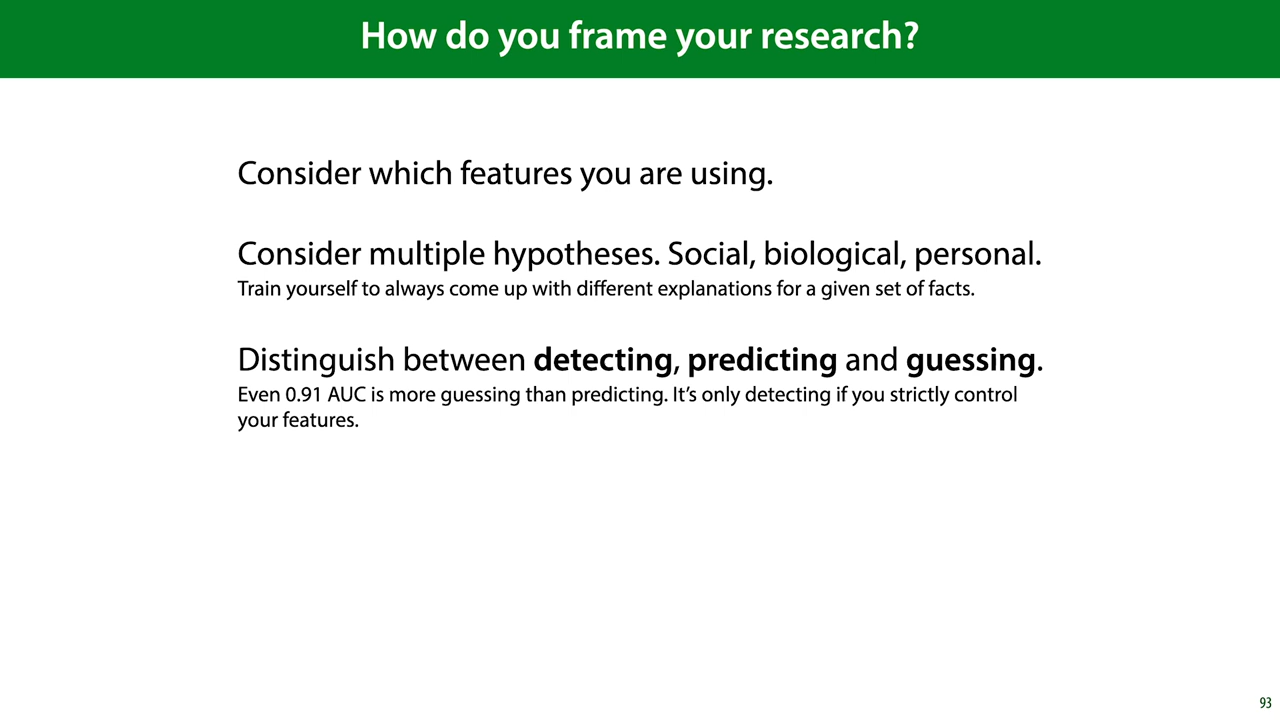 How do you frame your research?
Consider which features you are using.
Consider multiple hypotheses. Social, biological, personal.
Train yourself to always come up with different explanations for a given set of facts.
Distinguish between detecting, predicting and guessing.
Even 0.91 AUC is more guessing than predicting. It’s only detecting if you strictly control
your features.
93